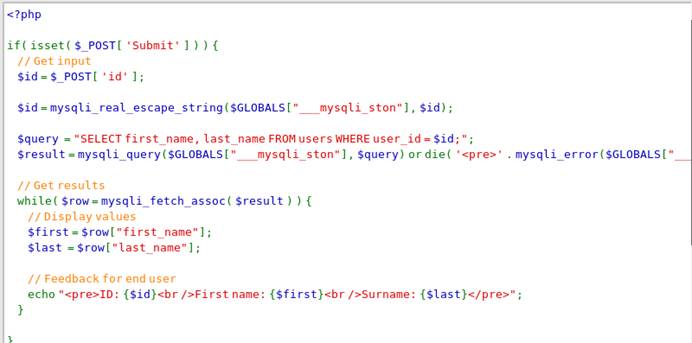 <?php
if( isset( $_POST[ 'Submit' ] ) ) {
// Get input
$id = $_POST[ 'id' ];
$id = mysqli_real_escape_string($GLOBALS["___mysqli_ston"], $id);
$query = "SELECT first_name, last_name FROM users WHERE user_id = $id;";
$result = mysqli_query($GLOBALS["___mysqli_ston"], $query) or die( '<pre>' . mysqli_error($GLOBALS["__
// Get results
while( $row = mysqli_fetch_assoc( $result ) ) {
// Display values
$first = $row["first_name"];
$last = $row["last_name"];
// Feedback for end user
echo "<pre>ID: {$id}<br />First name: {$first}<br />Surname: {$last}</pre>";
}
}